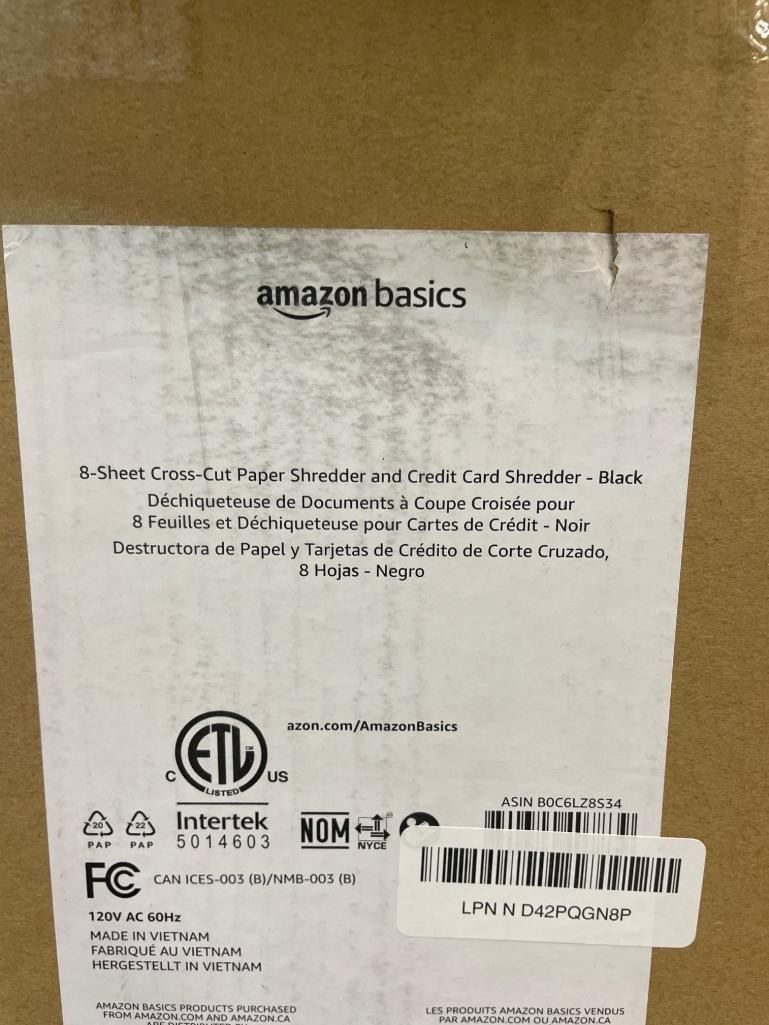 amazon basics
8-Sheet Cross-Cut Paper Shredder and Credit Card Shredder - Black
Déchiqueteuse de Documents à Coupe Croisée pour
8 Feuilles et Déchiqueteuse pour Cartes de Crédit - Noir
Destructora de Papel y Tarjetas de Crédito de Corte Cruzado,
8 Hojas - Negro
azon.com/AmazonBasics
C ETL CM US
LISTED
Intertek
5014603
20 PAP
22 PAP
NOM
NYCE
ASIN B0C6LZ8S34
LPN N D42PQGN8P
FC CAN ICES-003 (B)/NMB-003 (B)
120V AC 60Hz
MADE IN VIETNAM
FABRIQUÉ AU VIETNAM
HERGESTELLT IN VIETNAM
AMAZON BASICS PRODUCTS PURCHASED
FROM AMAZON.COM AND AMAZON.CA
LES PRODUITS AMAZON BASICS VENDUS
PAR AMAZON.COM OU AMAZON.CA